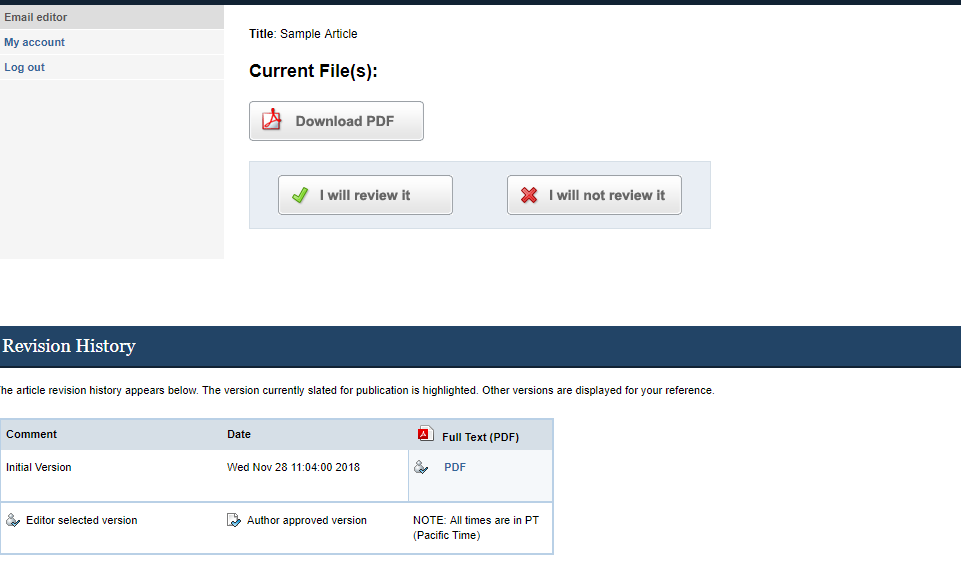 Email editor
My account
Log out
Title: Sample Article
Current File(s):
Download PDF
I will review it
I will not review it
Revision History
he article revision history appears below. The version currently slated for publication is highlighted. Other versions are displayed for your reference.
Comment Date Full Text (PDF)
Initial Version Wed Nov 28 11:04:00 2018 PDF
Editor selected version Author approved version NOTE: All times are in PT
(Pacific Time)